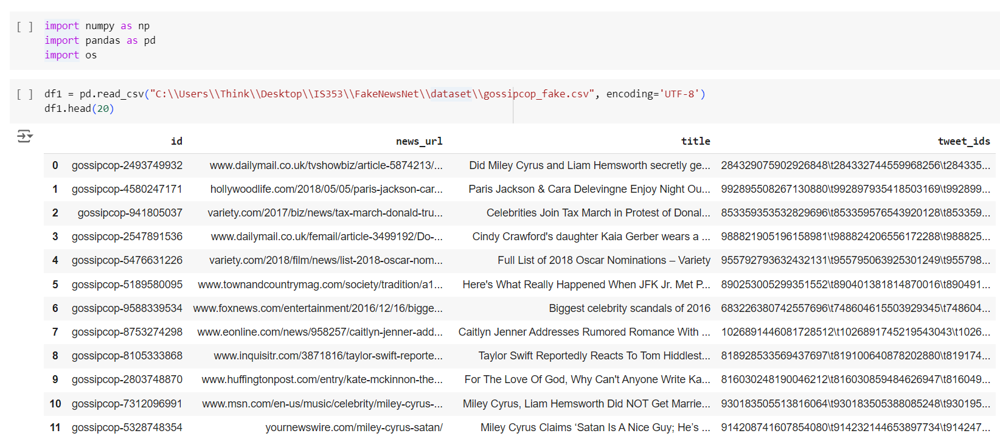 [ ] import numpy as np
import pandas as pd
import os
[ ] df1 = pd.read_csv("C:\\Users\\Think\\Desktop\\IS353\\FakeNewsNet\\dataset\\gossipcop_fake.csv", encoding='UTF-8')
df1.head(20)
id news_url title tweet_ids
0 gossipcop-2493749932 www.dailymail.co.uk/tvshowbiz/article-5874213/... Did Miley Cyrus and Liam Hemsworth secretly ge... 284329075902926848\t284332744559968256\t284335...
1 gossipcop-4580247171 hollywoodlife.com/2018/05/05/paris-jackson-car... Paris Jackson & Cara Delevingne Enjoy Night Ou... 992895508267130880\t992897935418503169\t992899...
2 gossipcop-941805037 variety.com/2017/biz/news/tax-march-donald-tru... Celebrities Join Tax March in Protest of Donal... 853359353532829696\t853359576543920128\t853359...
3 gossipcop-2547891536 www.dailymail.co.uk/femail/article-3499192/Do-... Cindy Crawford's daughter Kaia Gerber wears a ... 988821905196158981\t988824206556172288\t988825...
4 gossipcop-5476631226 variety.com/2018/film/news/list-2018-oscar-nom... Full List of 2018 Oscar Nominations – Variety 955792793632432131\t955795063925301249\t955798...
5 gossipcop-5189580095 www.townandcountrymag.com/society/tradition/a1... Here's What Really Happened When JFK Jr. Met P... 890253005299351552\t890401381814870016\t890491...
6 gossipcop-9588339534 www.foxnews.com/entertainment/2016/12/16/bigge... Biggest celebrity scandals of 2016 683226380742557696\t748604615503929345\t748604...
7 gossipcop-8753274298 www.eonline.com/news/958257/caitlyn-jenner-add... Caitlyn Jenner Addresses Rumored Romance With ... 1026891446081728512\t1026891745219543043\t1026...
8 gossipcop-8105333868 www.inquisitr.com/3871816/taylor-swift-reporte... Taylor Swift Reportedly Reacts To Tom Hiddlest... 818928533569437697\t819100640878202880\t819174...
9 gossipcop-2803748870 www.huffingtonpost.com/entry/kate-mckinnon-the... For The Love Of God, Why Can't Anyone Write Ka... 816030248190046212\t816030859484626947\t816049...
10 gossipcop-7312096991 www.msn.com/en-us/music/celebrity/miley-cyrus-... Miley Cyrus, Liam Hemsworth Did NOT Get Marrie... 930183505513816064\t930183505388085248\t930195...
11 gossipcop-5328748354 yournewswire.com/miley-cyrus-satan/ Miley Cyrus Claims ‘Satan Is A Nice Guy; He’s ... 914208741607854080\t914232144653897734\t914247...